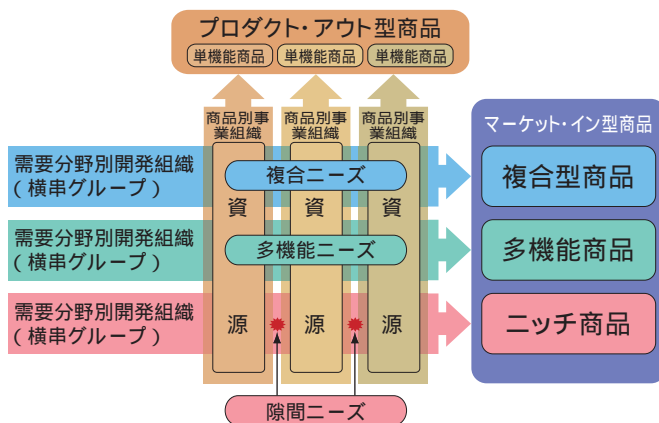 プロダクト・アウト型商品
単機能商品 単機能商品 単機能商品
商品別事業組織 商品別事業組織 商品別事業組織
マーケット・イン型商品
需要分野別開発組織
(横串グループ)
複合ニーズ
複合型商品
資 資 資
需要分野別開発組織
(横串グループ)
多機能ニーズ
多機能商品
需要分野別開発組織
(横串グループ)
源 源 源
ニッチ商品
隙間ニーズ